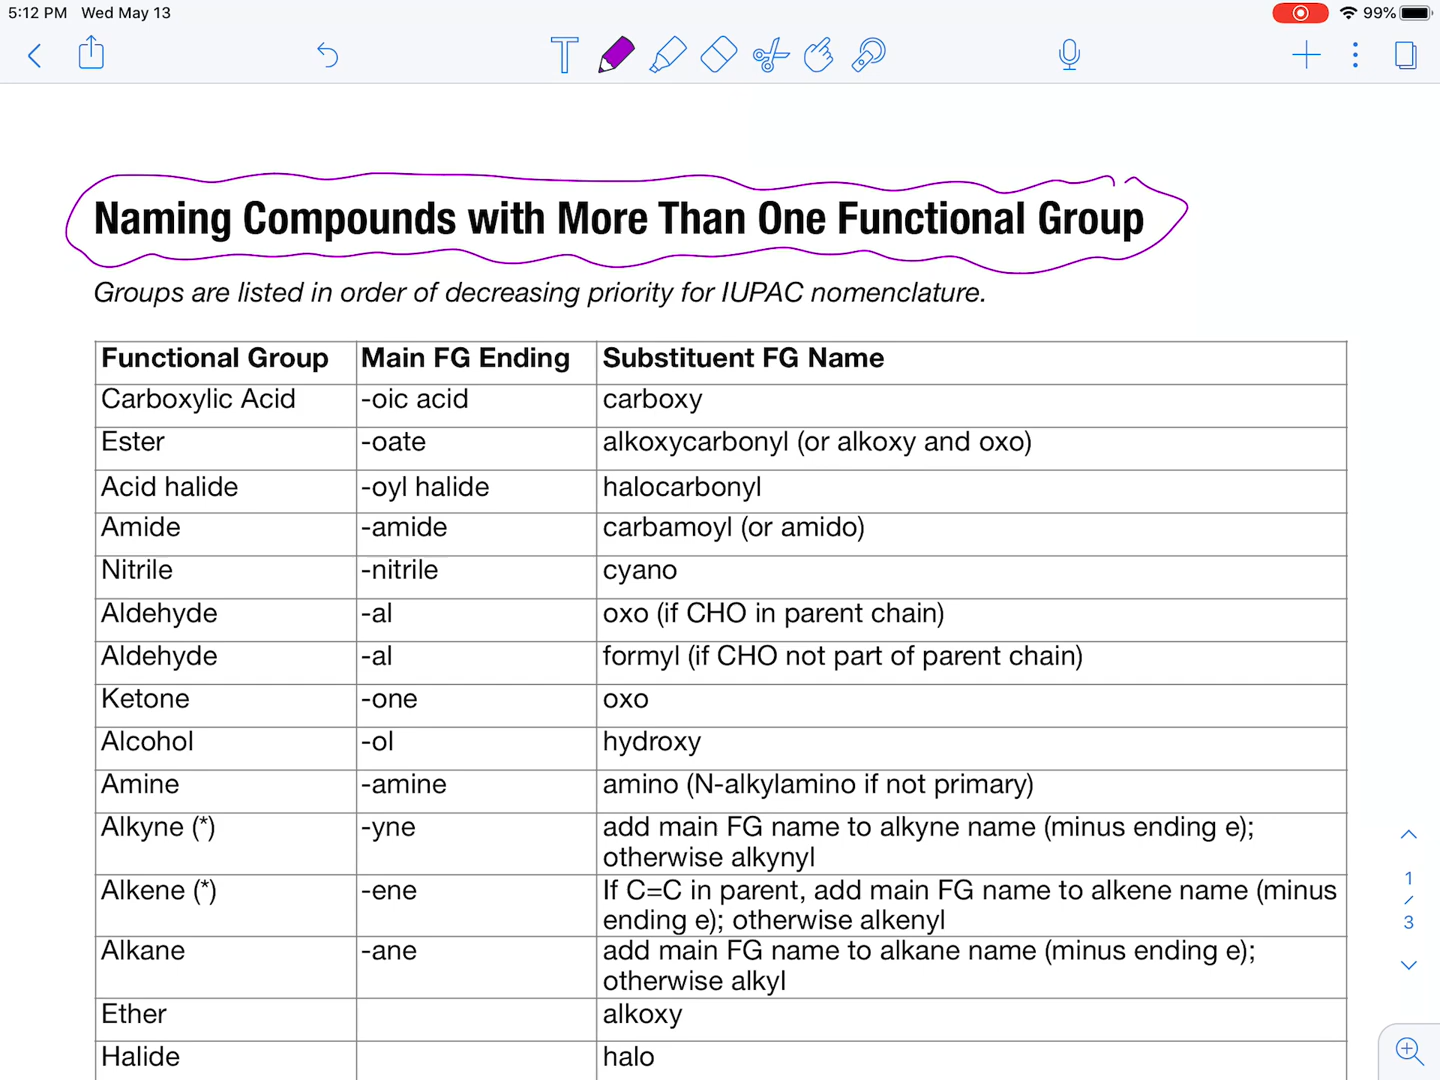 5:12 PM Wed May 13
99%
T
Naming Compounds with More Than One Functional Group
Groups are listed in order of decreasing priority for IUPAC nomenclature.
Functional Group Main FG Ending Substituent FG Name
Carboxylic Acid -oic acid carboxy
Ester -oate alkoxycarbonyl (or alkoxy and oxo)
Acid halide -oyl halide halocarbonyl
Amide -amide carbamoyl (or amido)
Nitrile -nitrile cyano
Aldehyde -al oxo (if CHO in parent chain)
Aldehyde -al formyl (if CHO not part of parent chain)
Ketone -one oxo
Alcohol -ol hydroxy
Amine -amine amino (N-alkylamino if not primary)
Alkyne (*) -yne add main FG name to alkyne name (minus ending e);
otherwise alkynyl
Alkene (*) -ene If C=C in parent, add main FG name to alkene name (minus
ending e); otherwise alkenyl
Alkane -ane add main FG name to alkane name (minus ending e);
otherwise alkyl
Ether alkoxy
Halide halo
1
/
3